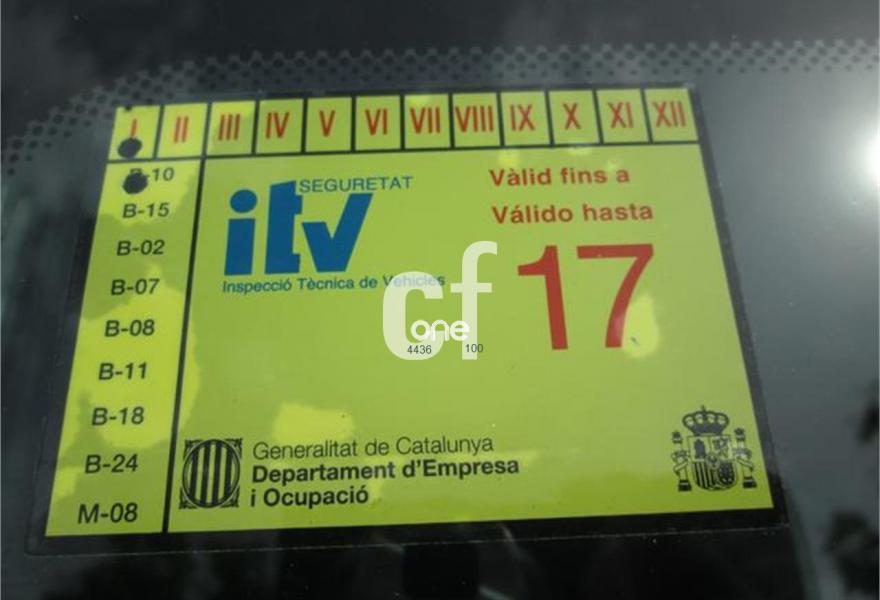 I II III IV V VI VII VIII IX X XI XII
B-10
B-15
B-02
B-07
B-08
B-11
B-18
B-24
M-08
SEGURETAT
itv
Inspecció Tècnica de Vehicles
Vàlid fins a
Válido hasta
17
cf
one
4436 100
Generalitat de Catalunya
Departament d'Empresa
i Ocupació